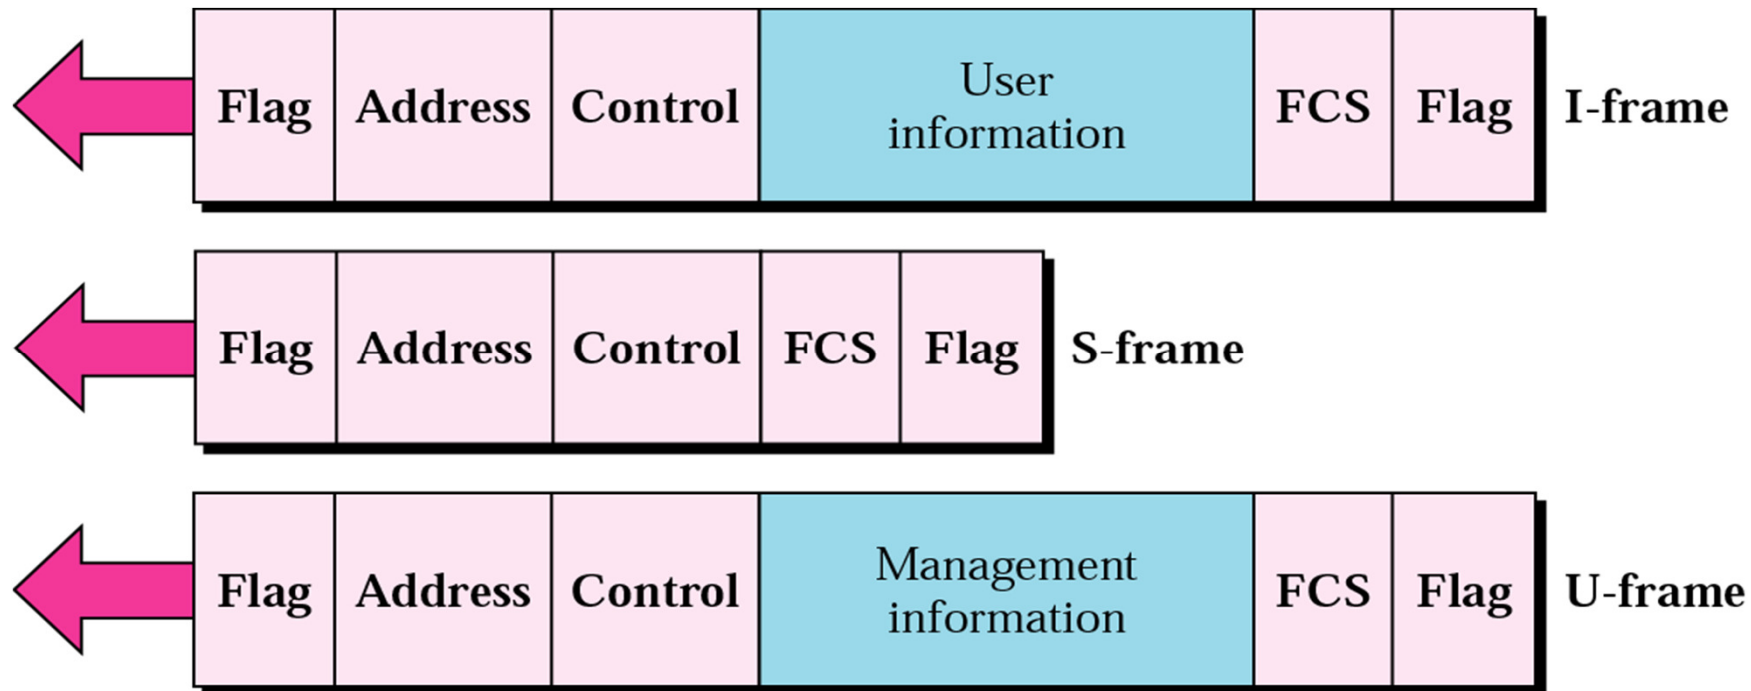 Flag Address Control User information FCS Flag I-frame
Flag Address Control FCS Flag S-frame
Flag Address Control Management information FCS Flag U-frame